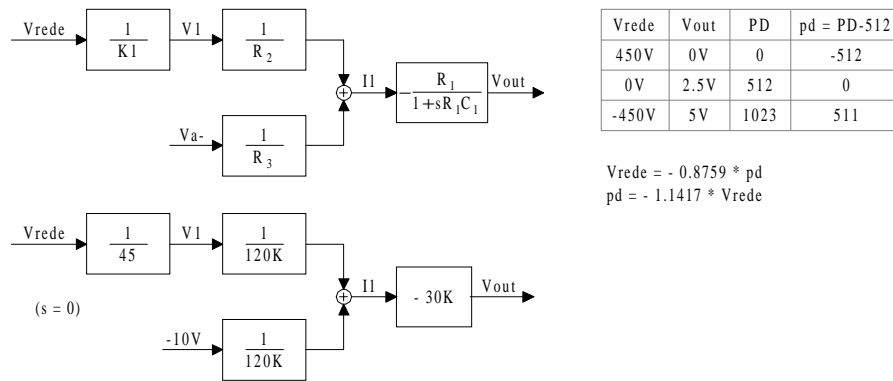 Vrede 1 K1 V1 1 R2 I1 - R1 1+sR1C1 Vout
Va- 1 R3
Vrede 1 45 V1 1 120K I1 - 30K Vout
(s = 0)
-10V 1 120K
Vrede Vout PD pd = PD-512
450V 0V 0 -512
0V 2.5V 512 0
-450V 5V 1023 511
Vrede = - 0.8759 * pd
pd = - 1.1417 * Vrede